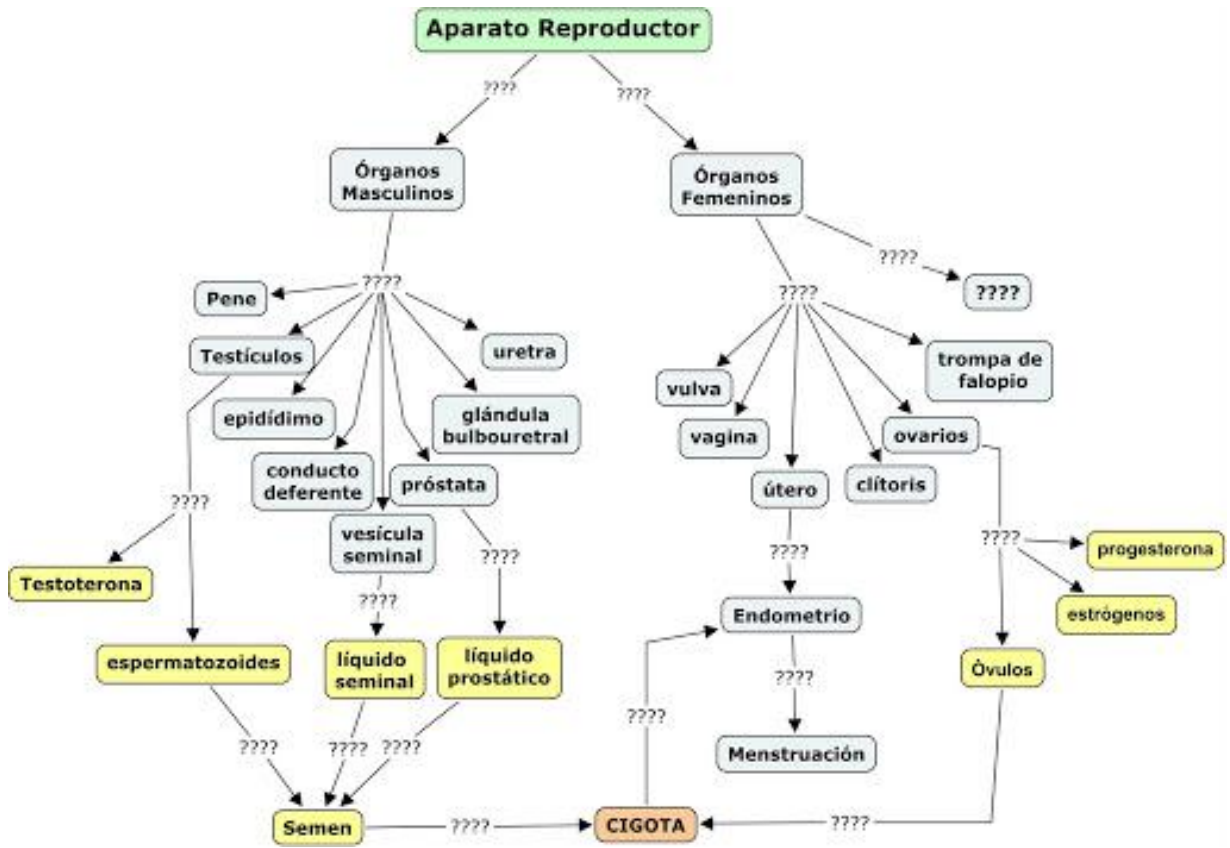 Aparato Reproductor
????
????
Órganos
Masculinos
Órganos
Femeninos
????
????
????
????
Pene
Testículos
uretra
epidídimo
glándula
bulbouretral
conducto
deferente
próstata
vesícula
seminal
vulva
trompa de
falopio
vagina
ovarios
útero
clítoris
????
????
????
????
????
Testoterona
progesterona
estrógenos
Endometrio
espermatozoides
líquido
seminal
líquido
prostático
Óvulos
????
????
????
????
????
Menstruación
Semen
????
CIGOTA
????